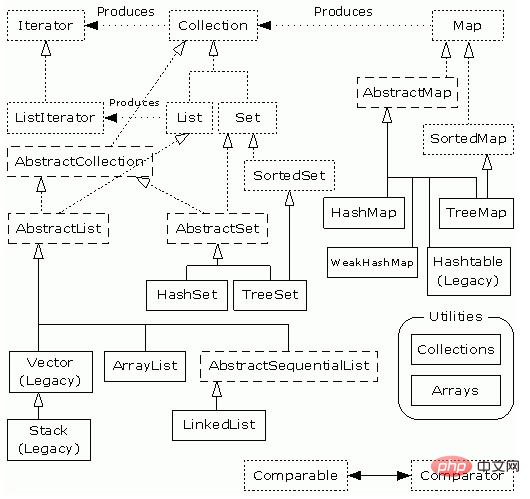 Produces
Produces
Iterator
Collection
Map
AbstractMap
Produces
ListIterator
List
Set
SortedMap
AbstractCollection
SortedSet
HashMap
TreeMap
AbstractList
AbstractSet
WeakHashMap
Hashtable
(Legacy)
HashSet
TreeSet
Utilities
Collections
Vector
(Legacy)
ArrayList
AbstractSequentialList
Arrays
Stack
(Legacy)
LinkedList
Comparable
Comparator
php 中文网